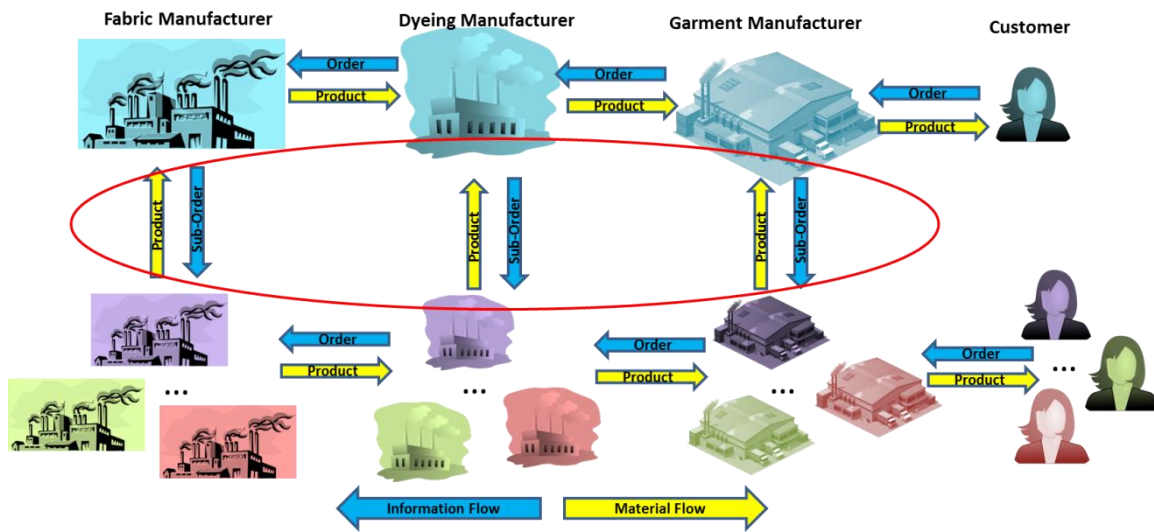 Fabric Manufacturer
Dyeing Manufacturer
Garment Manufacturer
Customer
Order
Product
Order
Product
Order
Product
Product
Sub-Order
Product
Sub-Order
Product
Sub-Order
Order
Product
...
Order
Product
...
Order
Product
...
...
Information Flow
Material Flow